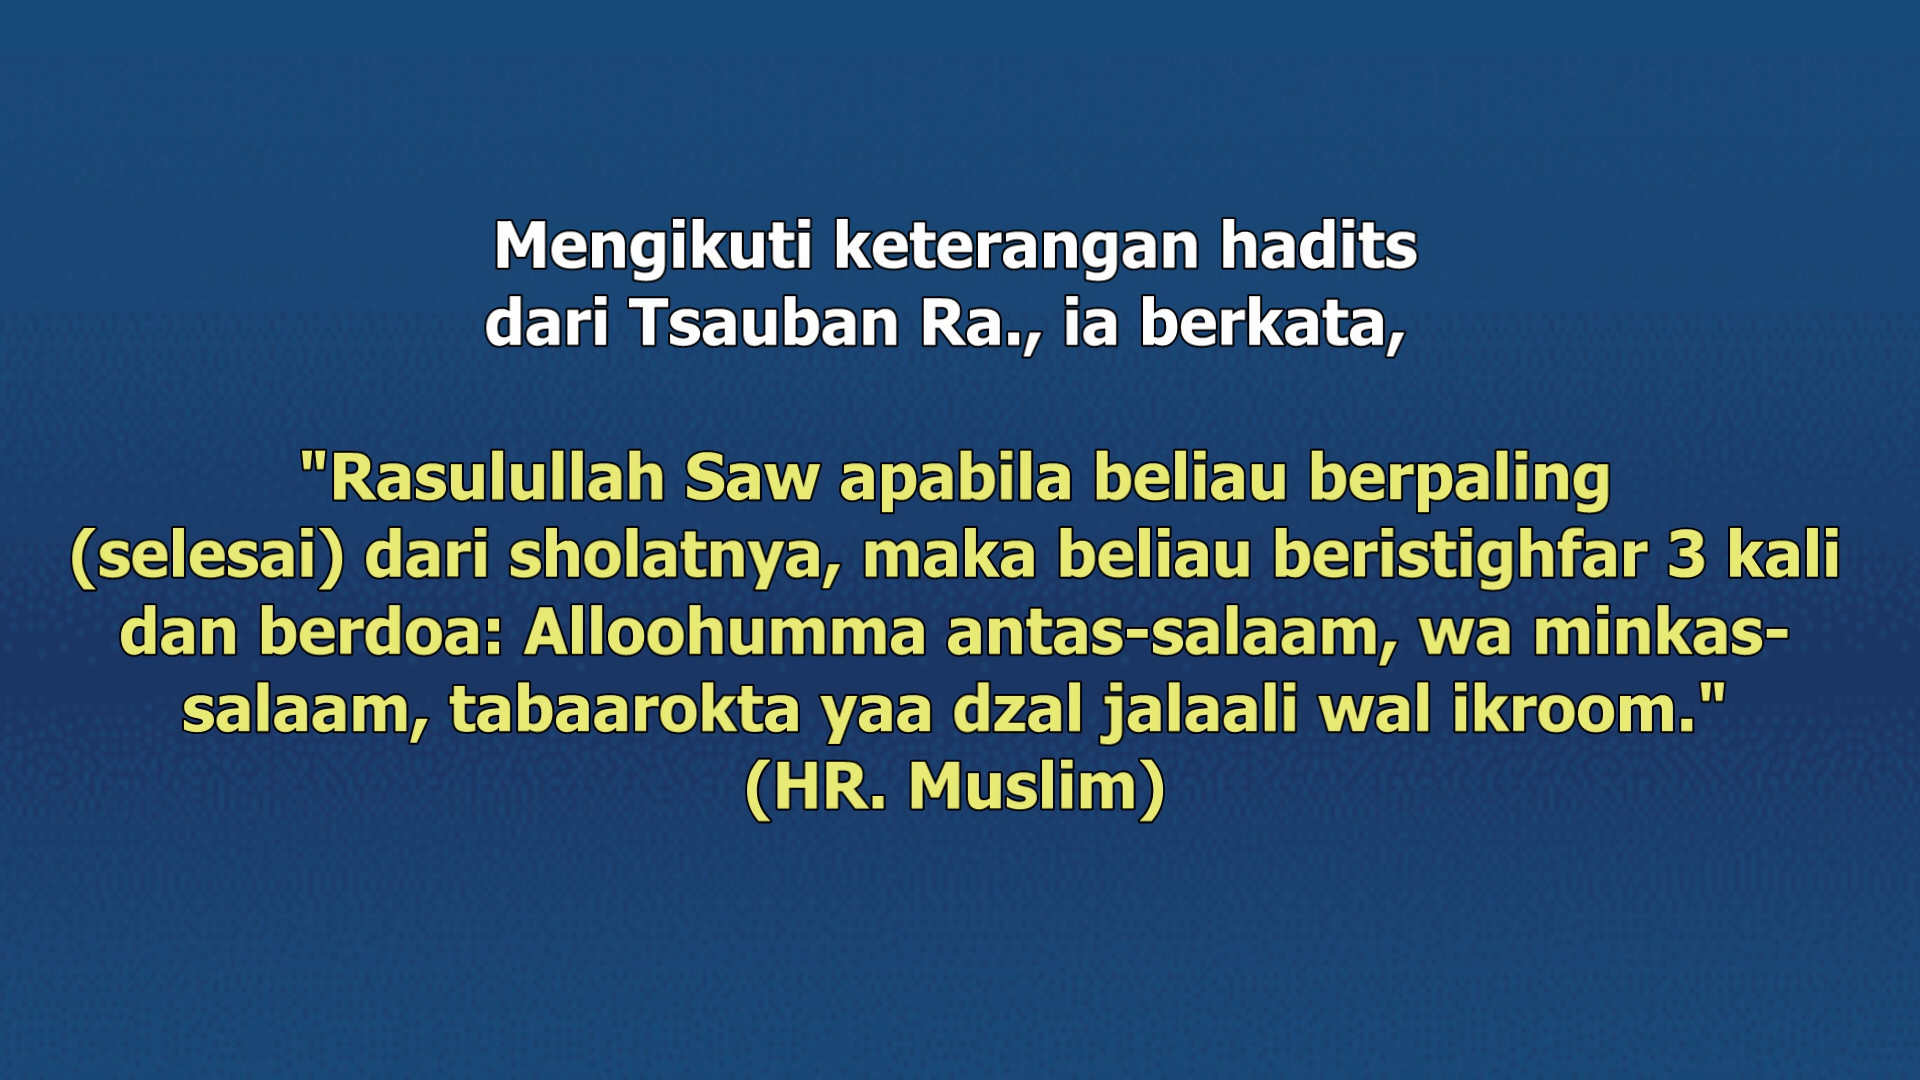 Mengikuti keterangan hadits
dari Tsauban Ra., ia berkata,
"Rasulullah Saw apabila beliau berpaling
(selesai) dari sholatnya, maka beliau beristighfar 3 kali
dan berdoa: Alloohumma antas-salaam, wa minkas-
salaam, tabaarokta yaa dzal jalaali wal ikroom."
(HR. Muslim)